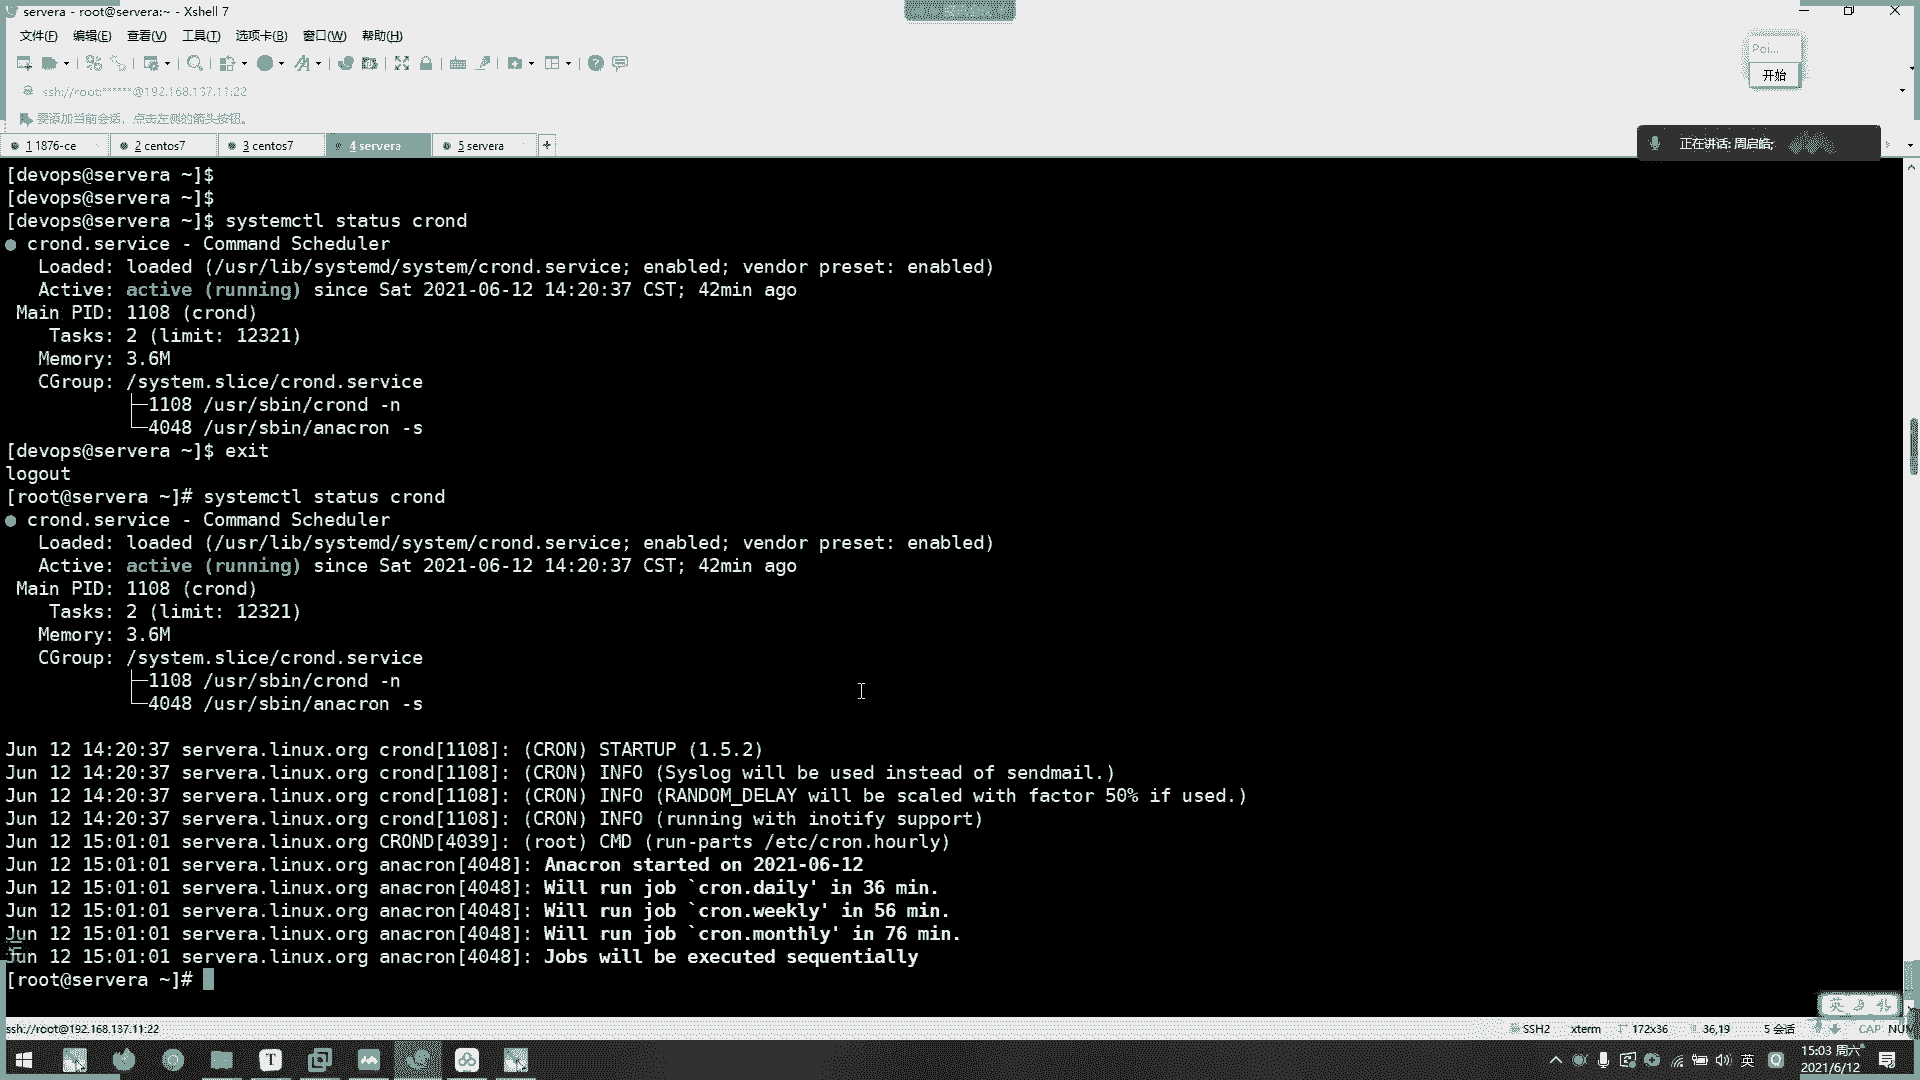 servera - root@servera:~ - Xshell 7
文件(F) 编辑(E) 查看(V) 工具(T) 选项卡(B) 窗口(W) 帮助(H)
Poi...
开始
ssh://root:******@192.168.137.11:22
要添加当前会话，点击左侧的箭头按钮。
1 1876-ce 2 centos7 3 centos7 4 servera 5 servera +
正在讲话: 周启皓;
[devops@servera ~]$
[devops@servera ~]$
[devops@servera ~]$ systemctl status crond
● crond.service - Command Scheduler
Loaded: loaded (/usr/lib/systemd/system/crond.service; enabled; vendor preset: enabled)
Active: active (running) since Sat 2021-06-12 14:20:37 CST; 42min ago
Main PID: 1108 (crond)
Tasks: 2 (limit: 12321)
Memory: 3.6M
CGroup: /system.slice/crond.service
├─1108 /usr/sbin/crond -n
└─4048 /usr/sbin/anacron -s
[devops@servera ~]$ exit
logout
[root@servera ~]# systemctl status crond
● crond.service - Command Scheduler
Loaded: loaded (/usr/lib/systemd/system/crond.service; enabled; vendor preset: enabled)
Active: active (running) since Sat 2021-06-12 14:20:37 CST; 42min ago
Main PID: 1108 (crond)
Tasks: 2 (limit: 12321)
Memory: 3.6M
CGroup: /system.slice/crond.service
├─1108 /usr/sbin/crond -n
└─4048 /usr/sbin/anacron -s
Jun 12 14:20:37 servera.linux.org crond[1108]: (CRON) STARTUP (1.5.2)
Jun 12 14:20:37 servera.linux.org crond[1108]: (CRON) INFO (Syslog will be used instead of sendmail.)
Jun 12 14:20:37 servera.linux.org crond[1108]: (CRON) INFO (RANDOM_DELAY will be scaled with factor 50% if used.)
Jun 12 14:20:37 servera.linux.org crond[1108]: (CRON) INFO (running with inotify support)
Jun 12 15:01:01 servera.linux.org CROND[4039]: (root) CMD (run-parts /etc/cron.hourly)
Jun 12 15:01:01 servera.linux.org anacron[4048]: Anacron started on 2021-06-12
Jun 12 15:01:01 servera.linux.org anacron[4048]: Will run job `cron.daily' in 36 min.
Jun 12 15:01:01 servera.linux.org anacron[4048]: Will run job `cron.weekly' in 56 min.
Jun 12 15:01:01 servera.linux.org anacron[4048]: Will run job `cron.monthly' in 76 min.
Jun 12 15:01:01 servera.linux.org anacron[4048]: Jobs will be executed sequentially
[root@servera ~]#
英
ssh://root@192.168.137.11:22 SSH2 xterm 172x36 36,19 5 会话 CAP NUM
T 英 15:03 周六
2021/6/12